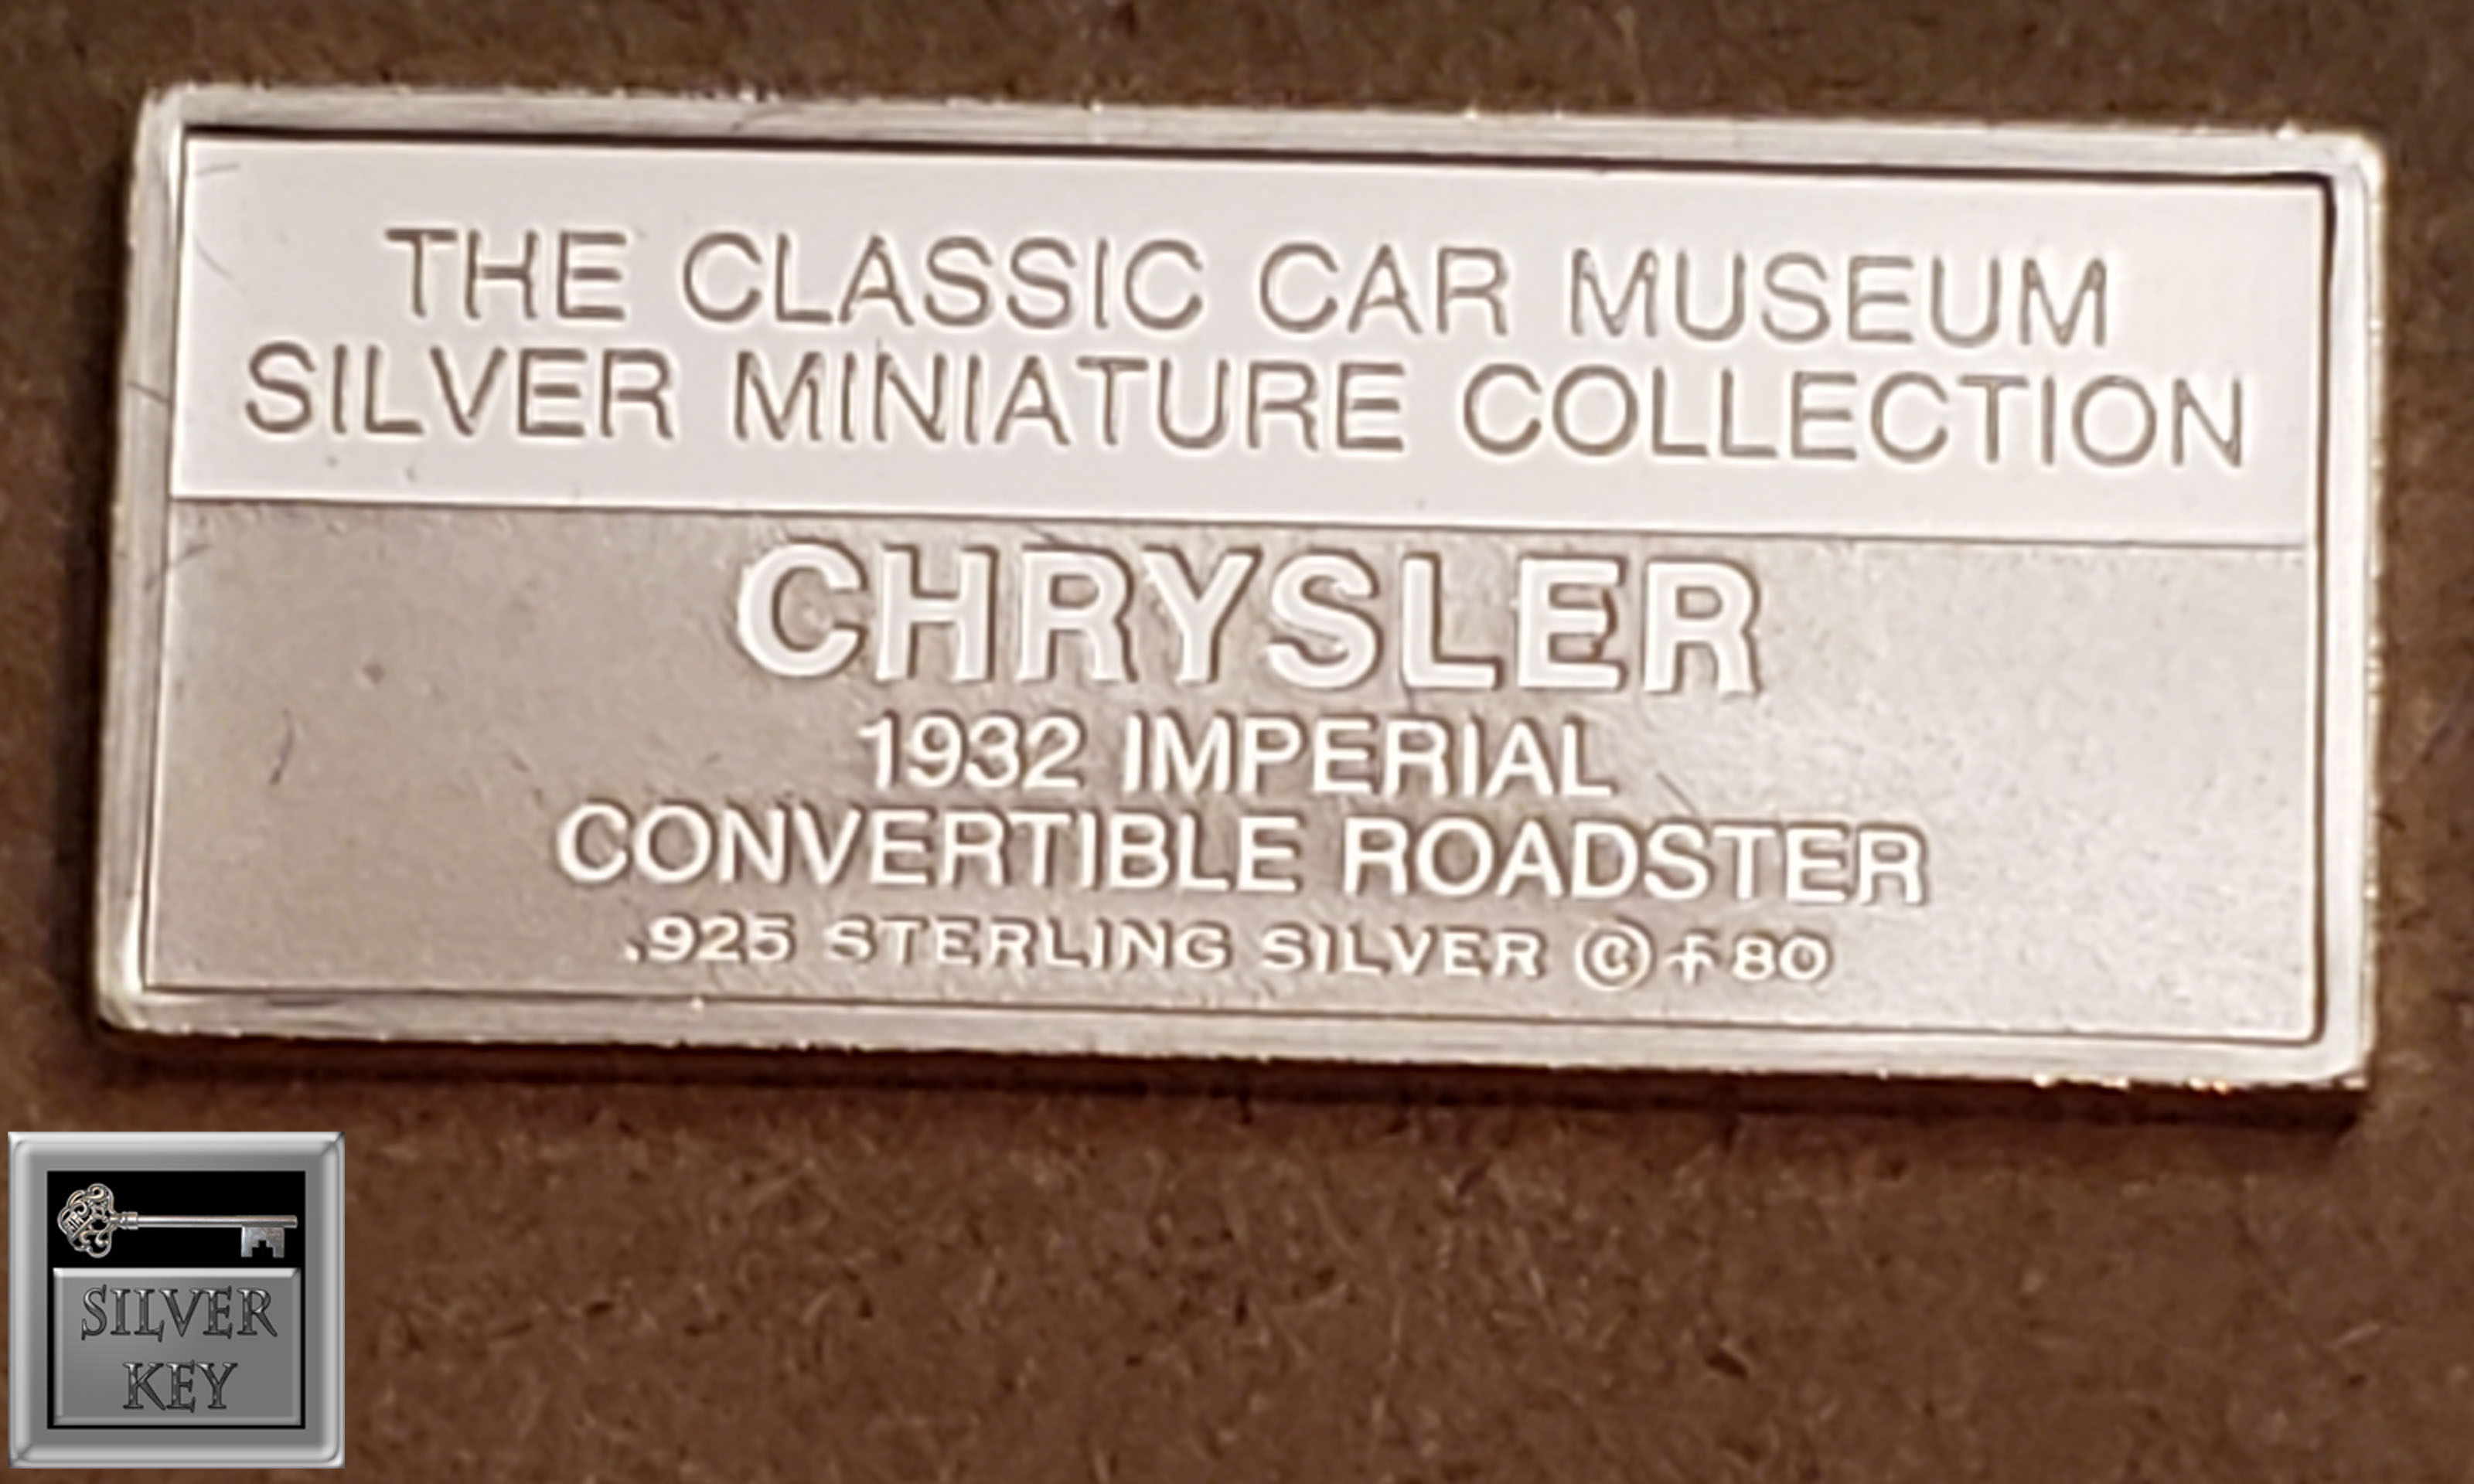 THE CLASSIC CAR MUSEUM
SILVER MINIATURE COLLECTION
CHRYSLER
1932 IMPERIAL
CONVERTIBLE ROADSTER
.925 STERLING SILVER © f 80
SILVER
KEY